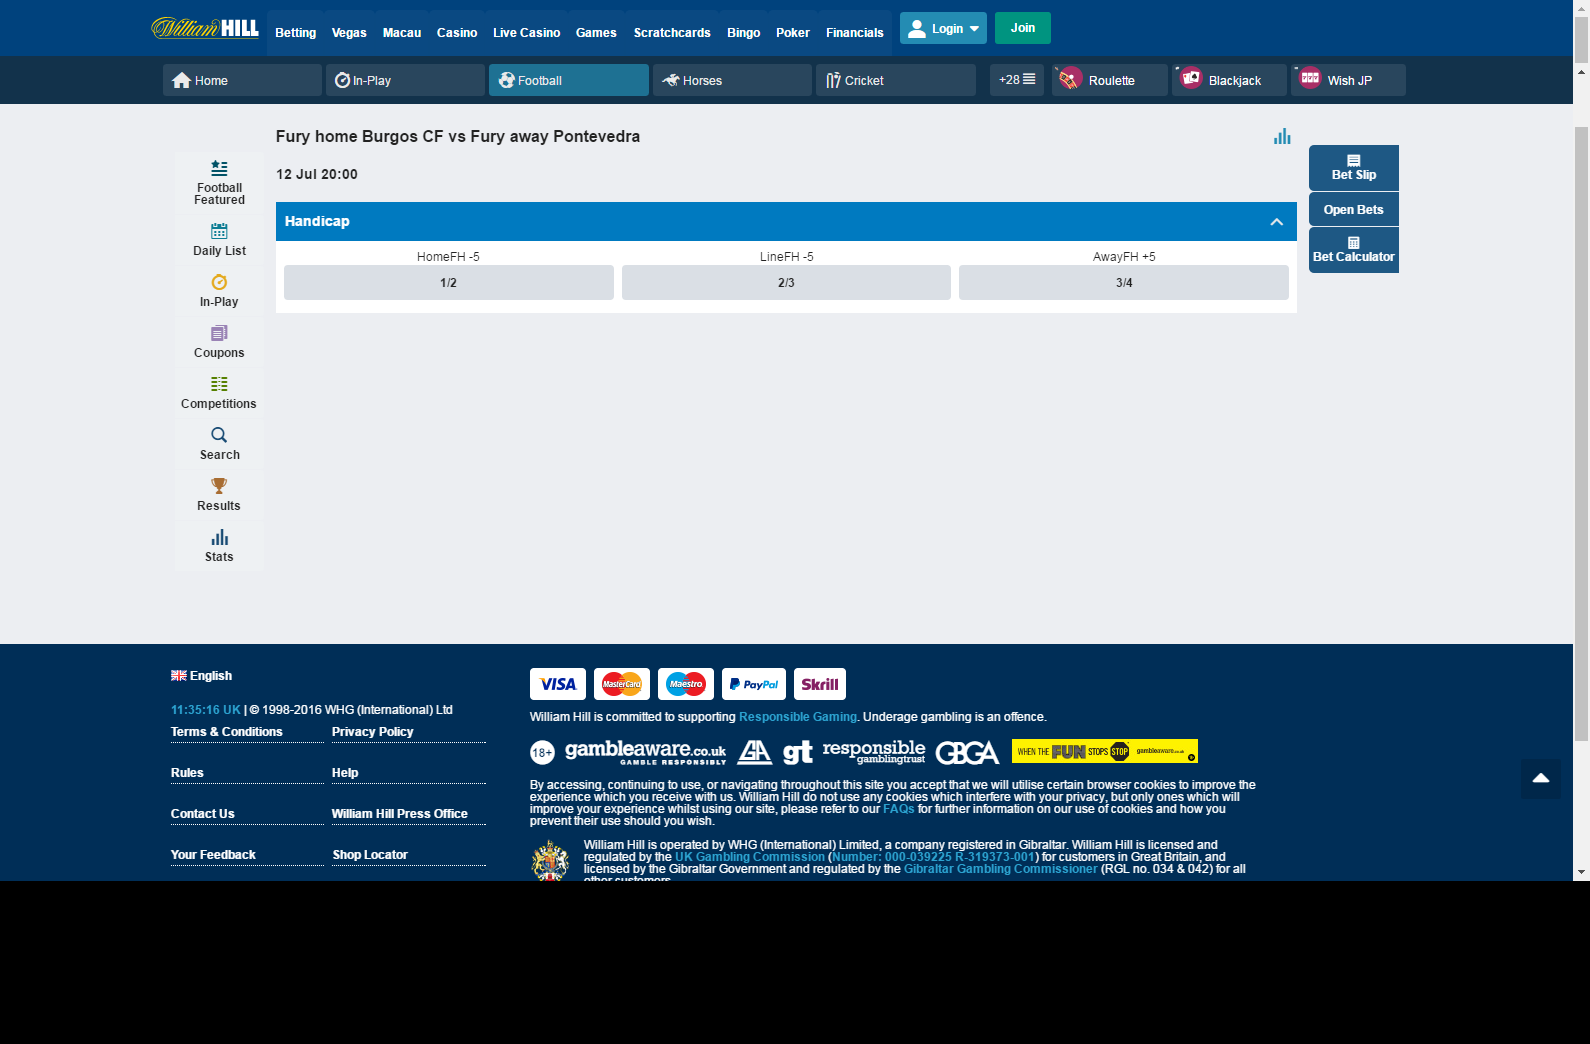 William HILL
Betting Vegas Macau Casino Live Casino Games Scratchcards Bingo Poker Financials Login Join
Home In-Play Football Horses Cricket +28 Roulette Blackjack Wish JP
Fury home Burgos CF vs Fury away Pontevedra
12 Jul 20:00
Football
Featured
Daily List
In-Play
Coupons
Competitions
Search
Results
Stats
Handicap
HomeFH -5 LineFH -5 AwayFH +5
1/2 2/3 3/4
Bet Slip
Open Bets
Bet Calculator
English
11:35:16 UK | © 1998-2016 WHG (International) Ltd
Terms & Conditions Privacy Policy
Rules Help
Contact Us William Hill Press Office
Your Feedback Shop Locator
VISA MasterCard Maestro PayPal Skrill
William Hill is committed to supporting Responsible Gaming. Underage gambling is an offence.
18+ gambleaware.co.uk GA gt responsible GBGA WHEN THE FUN STOPS STOP gambleaware.co.uk
GAMBLE RESPONSIBLY gamblingtrust
By accessing, continuing to use, or navigating throughout this site you accept that we will utilise certain browser cookies to improve the
experience which you receive with us. William Hill do not use any cookies which interfere with your privacy, but only ones which will
improve your experience whilst using our site, please refer to our FAQs for further information on our use of cookies and how you
prevent their use should you wish.
William Hill is operated by WHG (International) Limited, a company registered in Gibraltar. William Hill is licensed and
regulated by the UK Gambling Commission (Number: 000-039225 R-319373-001) for customers in Great Britain, and
licensed by the Gibraltar Government and regulated by the Gibraltar Gambling Commissioner (RGL no. 034 & 042) for all
other customers